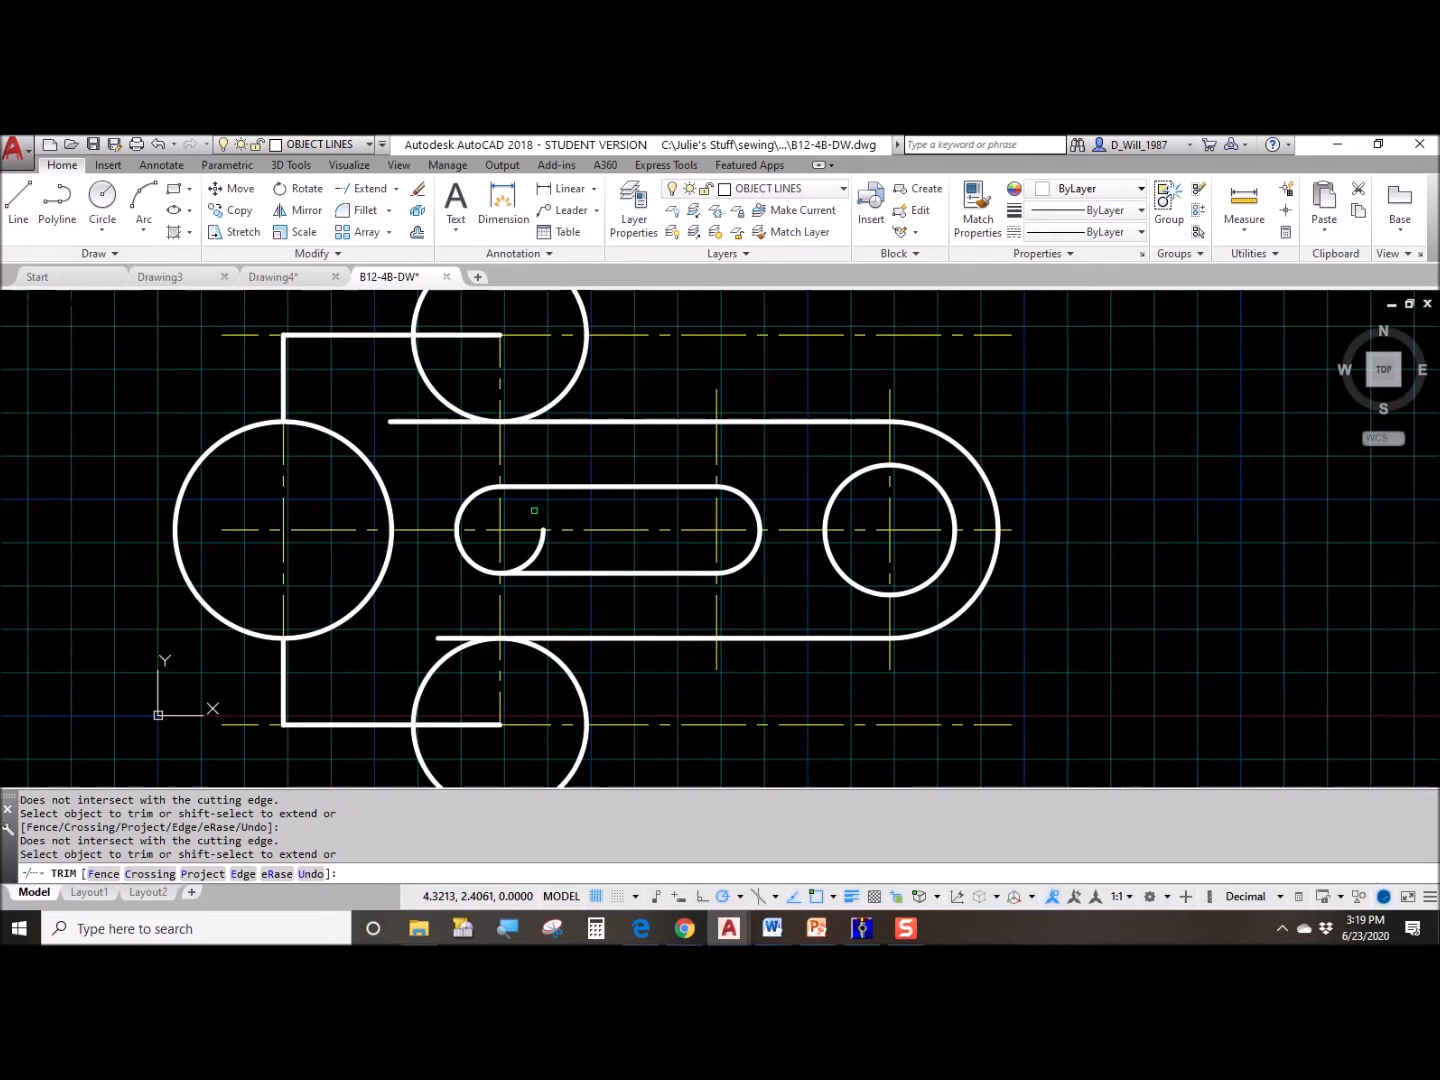 OBJECT LINES
Autodesk AutoCAD 2018 - STUDENT VERSION C:\Julie's Stuff\sewing\...\B12-4B-DW.dwg
Type a keyword or phrase
D_Will_1987
Home Insert Annotate Parametric 3D Tools Visualize View Manage Output Add-ins A360 Express Tools Featured Apps
Line Polyline Circle Arc
Move Rotate Extend
Copy Mirror Fillet
Stretch Scale Array
Text Dimension
Linear
Leader
Table
Layer Properties
OBJECT LINES
Make Current
Match Layer
Insert
Create
Edit
Match Properties
ByLayer
ByLayer
ByLayer
Group
Measure
Paste
Base
Draw Modify Annotation Layers Block Properties Groups Utilities Clipboard View
Start Drawing3 Drawing4* B12-4B-DW*
N
W TOP E
S
WCS
Y
X
Does not intersect with the cutting edge.
Select object to trim or shift-select to extend or
[Fence/Crossing/Project/Edge/eRase/Undo]:
Does not intersect with the cutting edge.
Select object to trim or shift-select to extend or
TRIM [Fence Crossing Project Edge eRase Undo]:
Model Layout1 Layout2
4.3213, 2.4061, 0.0000 MODEL
1:1
Decimal
Type here to search
3:19 PM
6/23/2020